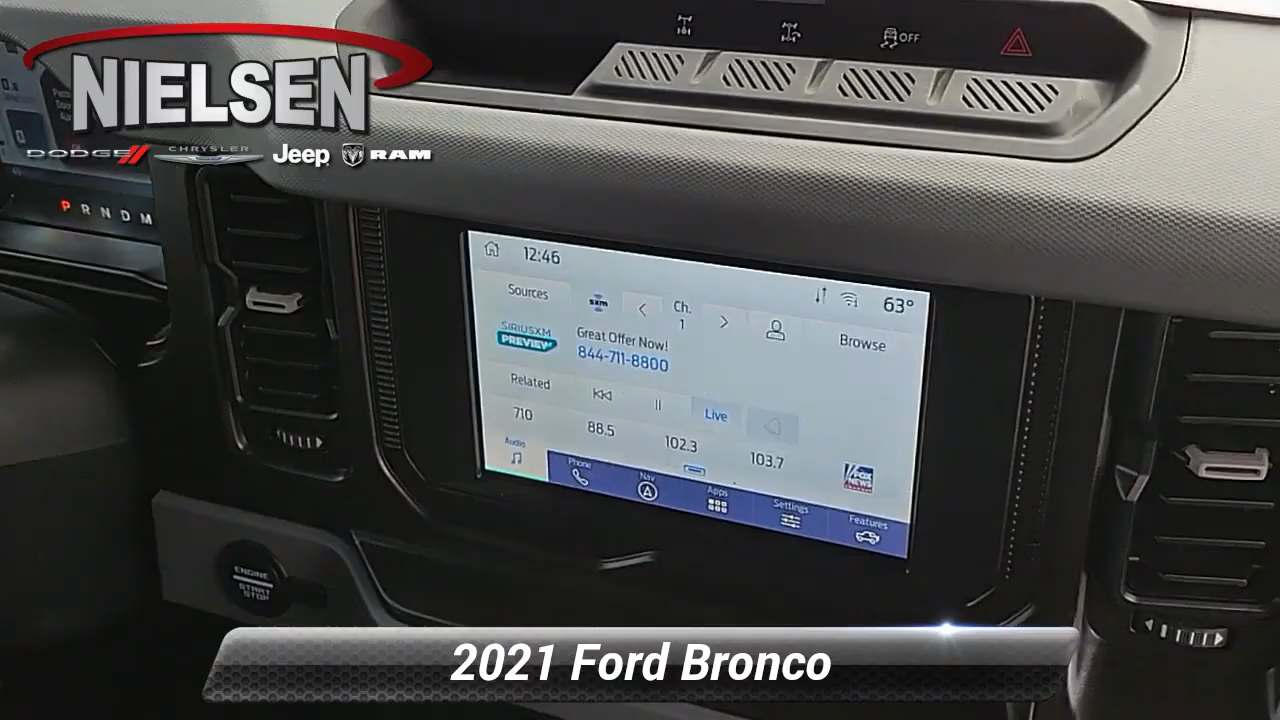 NIELSEN
DODGE CHRYSLER Jeep RAM
OFF
P R N D M
12:46
63°
Sources
sxm
Ch.
1
Browse
SIRIUSXM
PREVIEW
Great Offer Now!
844-711-8800
Related
Live
710
88.5
102.3
103.7
FOX
NEWS
Audio
Phone
Nav
Apps
Settings
Features
ENGINE
START
STOP
2021 Ford Bronco